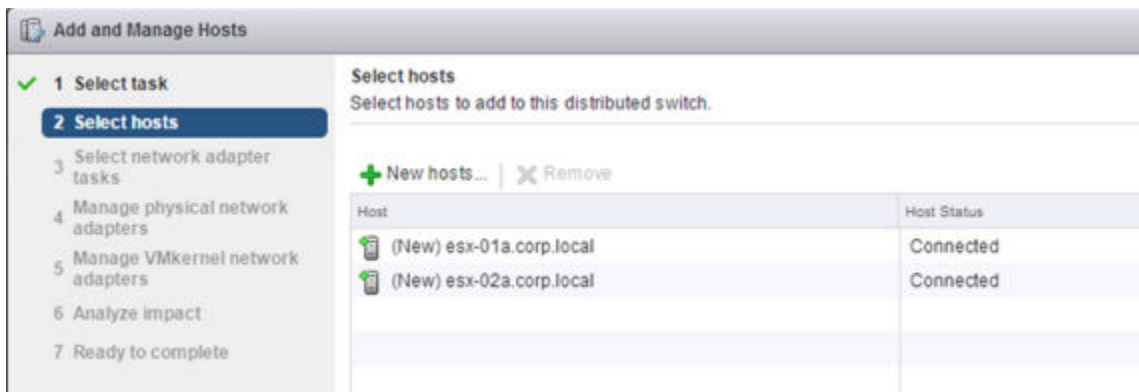 Add and Manage Hosts
1 Select task
2 Select hosts
3 Select network adapter
tasks
4 Manage physical network
adapters
5 Manage VMkernel network
adapters
6 Analyze impact
7 Ready to complete
Select hosts
Select hosts to add to this distributed switch.
New hosts... Remove
Host Host Status
(New) esx-01a.corp.local Connected
(New) esx-02a.corp.local Connected